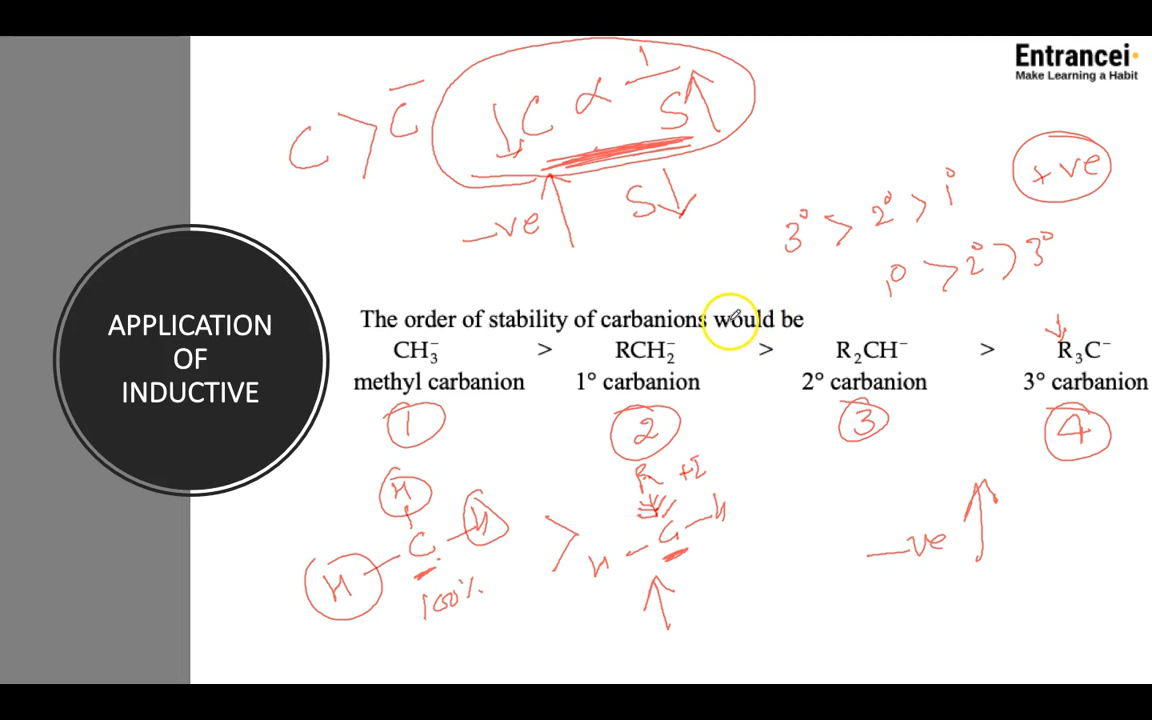 Entrancei
Make Learning a Habit
C > C̄
↓C ∝ 1/S↑
-ve ↑ S↓
+ve
3° > 2° > 1°
1° > 2° > 3°
APPLICATION
OF
INDUCTIVE
The order of stability of carbanions would be
CH₃⁻ > RCH₂⁻ > R₂CH⁻ > R₃C⁻
methyl carbanion 1° carbanion 2° carbanion 3° carbanion
1 2 3 4
H R +I
H C H > H C H
100%
-ve ↑